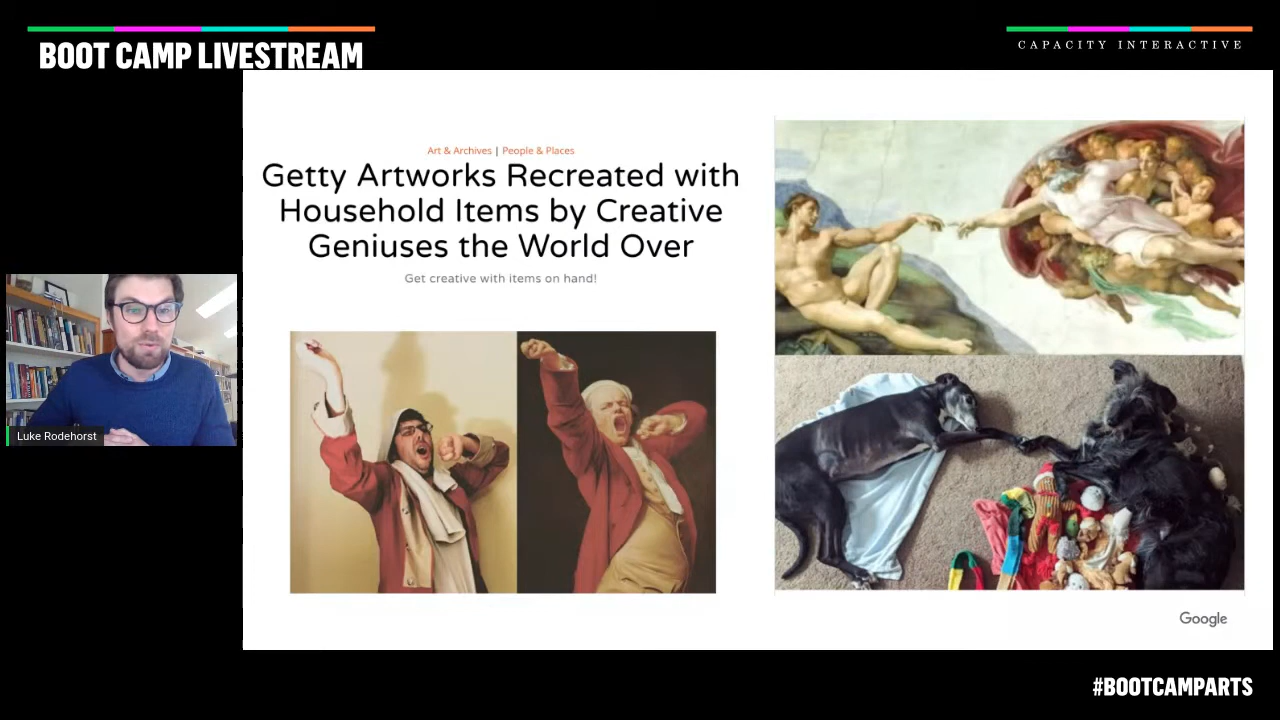 BOOT CAMP LIVESTREAM
CAPACITY INTERACTIVE
Art & Archives | People & Places
Getty Artworks Recreated with
Household Items by Creative
Geniuses the World Over
Get creative with items on hand!
Luke Rodehorst
Google
#BOOTCAMPARTS